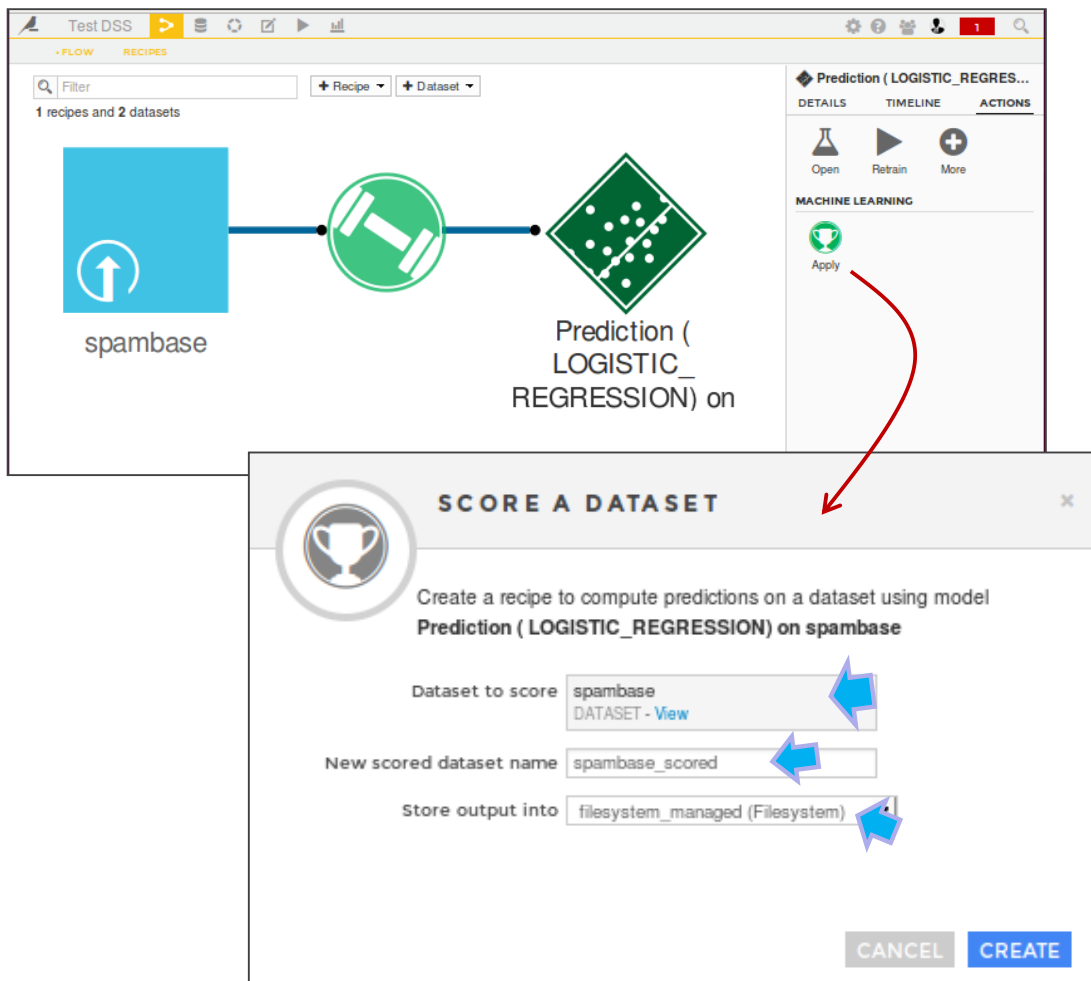 Test DSS
1
FLOW RECIPES
Filter
+ Recipe + Dataset
1 recipes and 2 datasets
Prediction ( LOGISTIC_REGRES...
DETAILS TIMELINE ACTIONS
Open Retrain More
MACHINE LEARNING
Apply
spambase
Prediction (
LOGISTIC_
REGRESSION) on
SCORE A DATASET
×
Create a recipe to compute predictions on a dataset using model
Prediction ( LOGISTIC_REGRESSION) on spambase
Dataset to score spambase
DATASET - View
New scored dataset name spambase_scored
Store output into filesystem_managed (Filesystem)
CANCEL CREATE